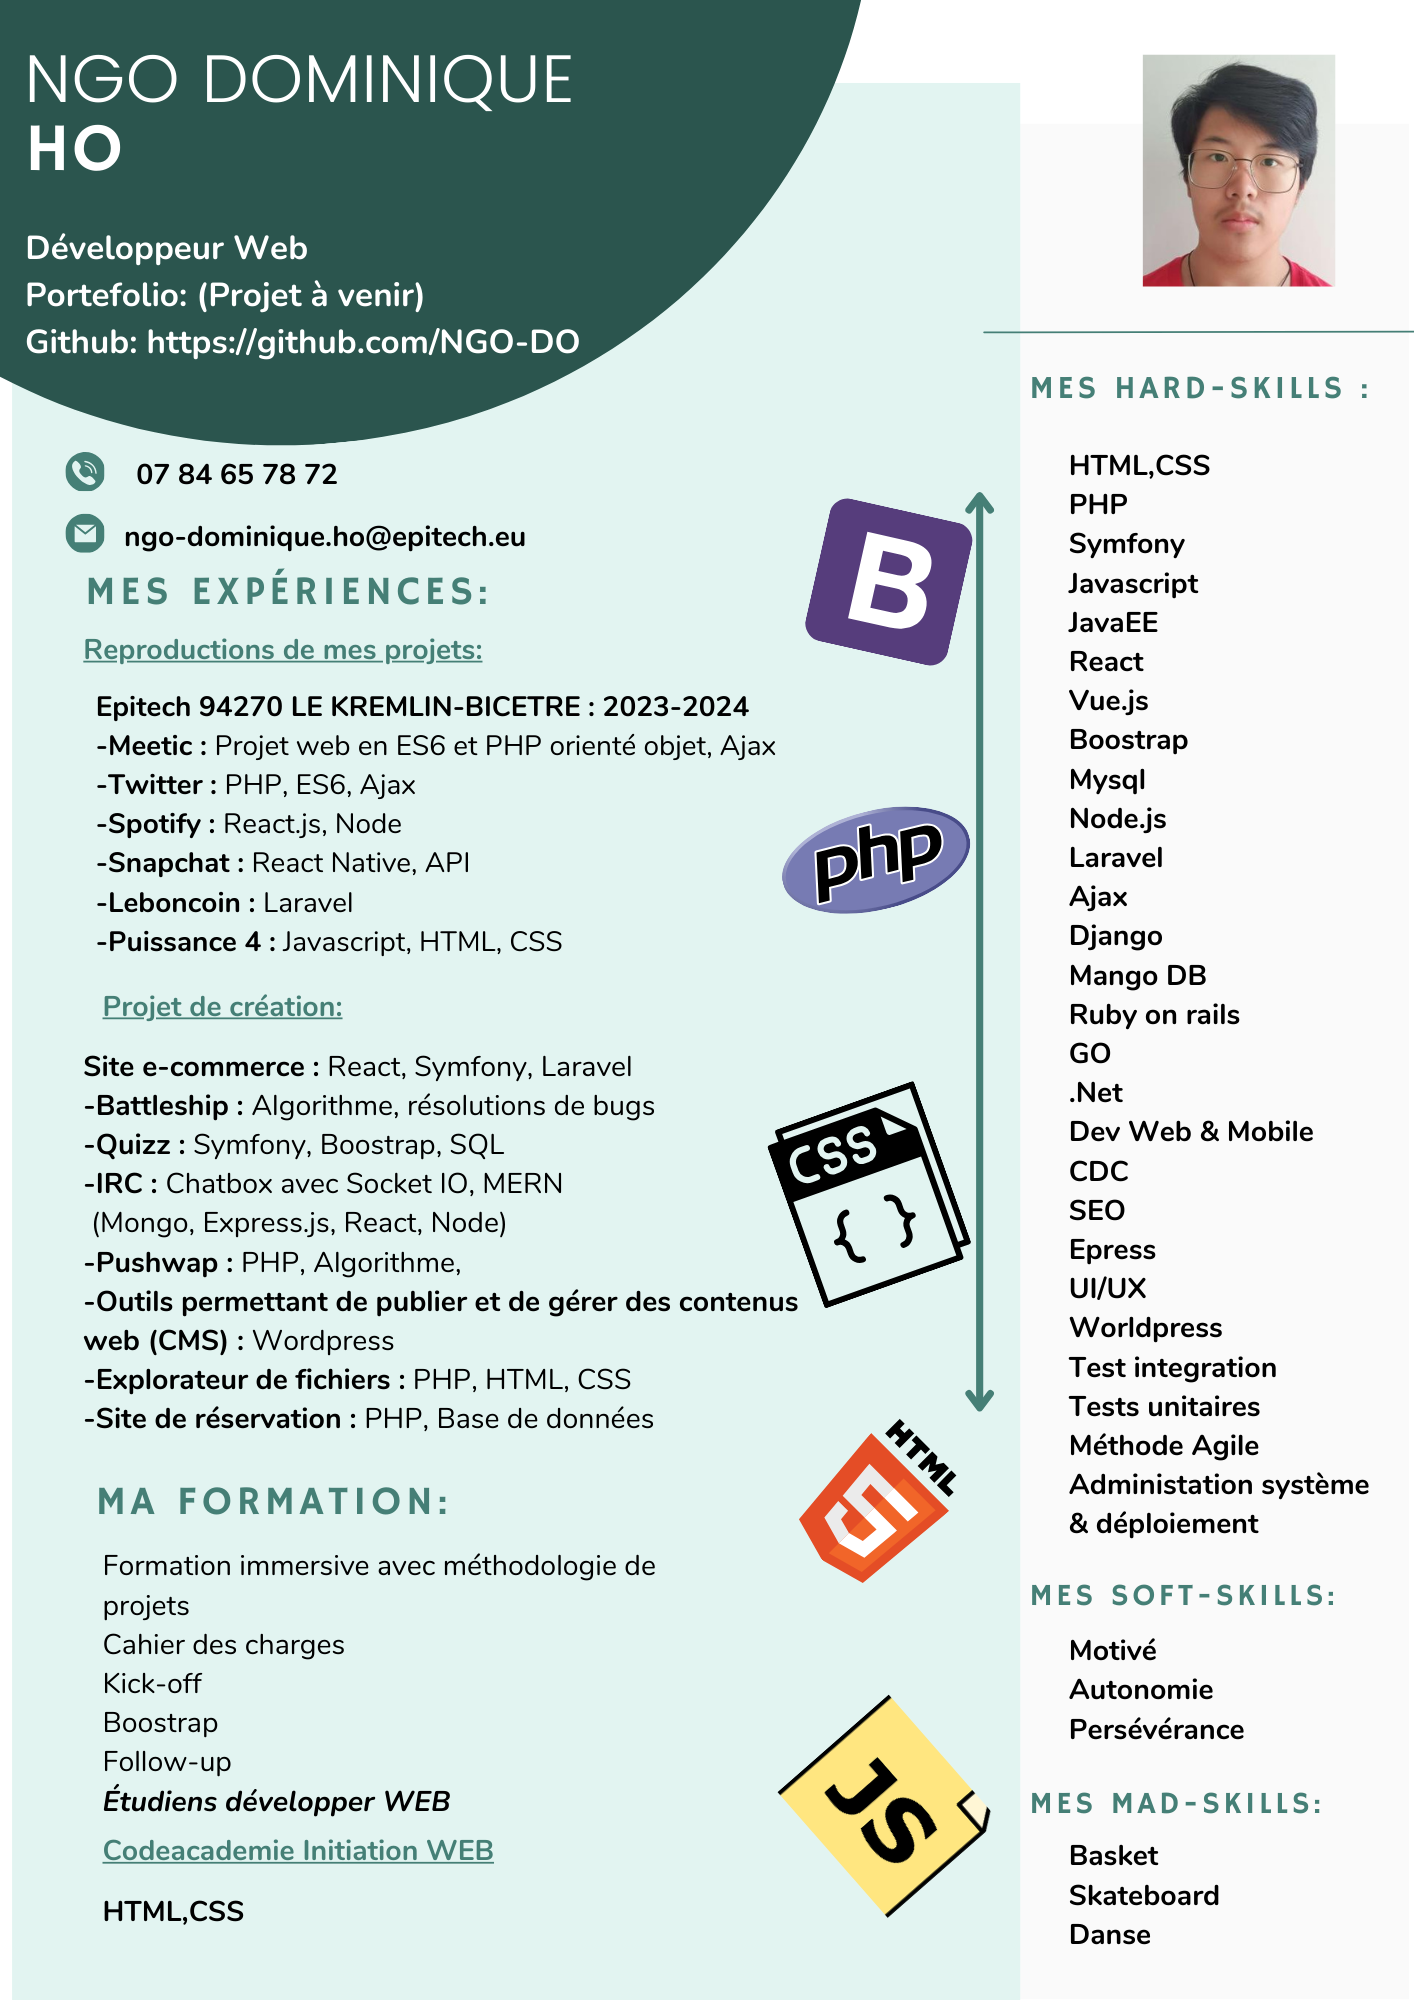 NGO DOMINIQUE
HO
Développeur Web
Portefolio: (Projet à venir)
Github: https://github.com/NGO-DO
07 84 65 78 72
ngo-dominique.ho@epitech.eu
MES EXPÉRIENCES:
Reproductions de mes projets:
Epitech 94270 LE KREMLIN-BICETRE : 2023-2024
-Meetic : Projet web en ES6 et PHP orienté objet, Ajax
-Twitter : PHP, ES6, Ajax
-Spotify : React.js, Node
-Snapchat : React Native, API
-Leboncoin : Laravel
-Puissance 4 : Javascript, HTML, CSS
Projet de création:
Site e-commerce : React, Symfony, Laravel
-Battleship : Algorithme, résolutions de bugs
-Quizz : Symfony, Boostrap, SQL
-IRC : Chatbox avec Socket IO, MERN
(Mongo, Express.js, React, Node)
-Pushwap : PHP, Algorithme,
-Outils permettant de publier et de gérer des contenus
web (CMS) : Wordpress
-Explorateur de fichiers : PHP, HTML, CSS
-Site de réservation : PHP, Base de données
MA FORMATION:
Formation immersive avec méthodologie de
projets
Cahier des charges
Kick-off
Boostrap
Follow-up
Étudiens développer WEB
Codeacademie Initiation WEB
HTML,CSS
B
php
CSS
{ }
HTML
5
JS
MES HARD-SKILLS :
HTML,CSS
PHP
Symfony
Javascript
JavaEE
React
Vue.js
Boostrap
Mysql
Node.js
Laravel
Ajax
Django
Mango DB
Ruby on rails
GO
.Net
Dev Web & Mobile
CDC
SEO
Epress
UI/UX
Worldpress
Test integration
Tests unitaires
Méthode Agile
Administation système
& déploiement
MES SOFT-SKILLS:
Motivé
Autonomie
Persévérance
MES MAD-SKILLS:
Basket
Skateboard
Danse